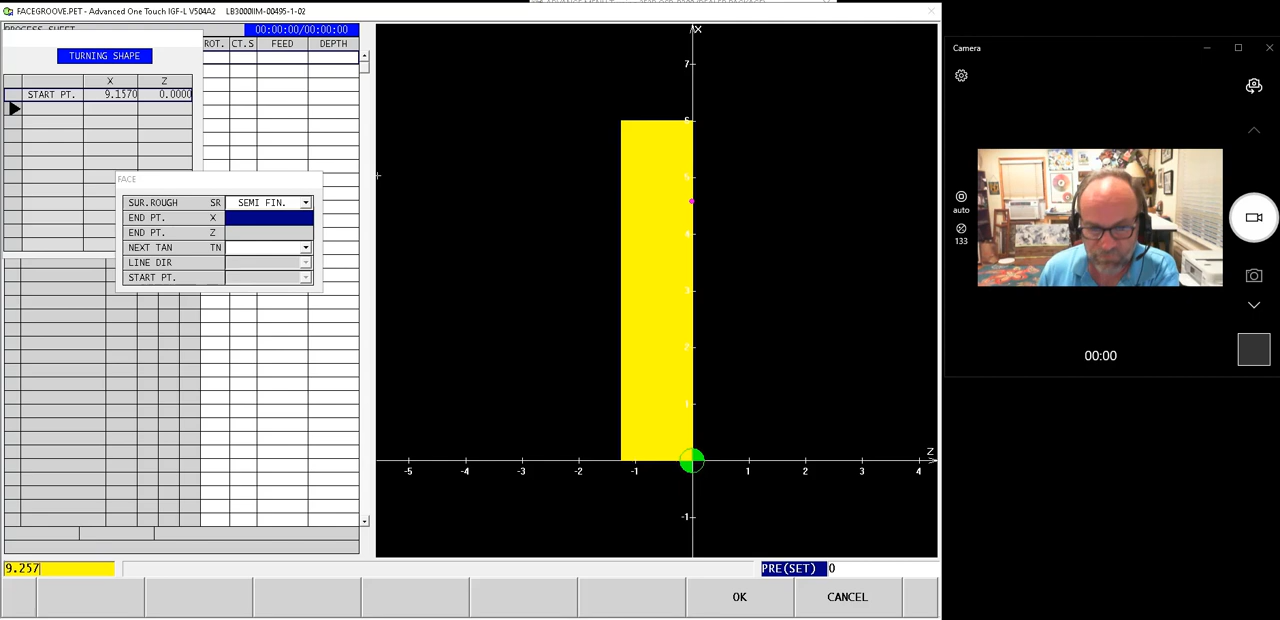 FACEGROOVE.PET - Advanced One Touch IGF-L V504A2 LB3000IIM-00495-1-02
00:00:00/00:00:00
ROT. CT.S FEED DEPTH
TURNING SHAPE
X Z
START PT. 9.1570 0.0000
FACE
SUR.ROUGH SR SEMI FIN.
END PT. X
END PT. Z
NEXT TAN TN
LINE DIR
START PT.
X
7
6
5
4
3
2
1
Z
-5 -4 -3 -2 -1 0 1 2 3 4
-1
9.257
PRE(SET) 0
OK CANCEL
Camera
auto
133
00:00